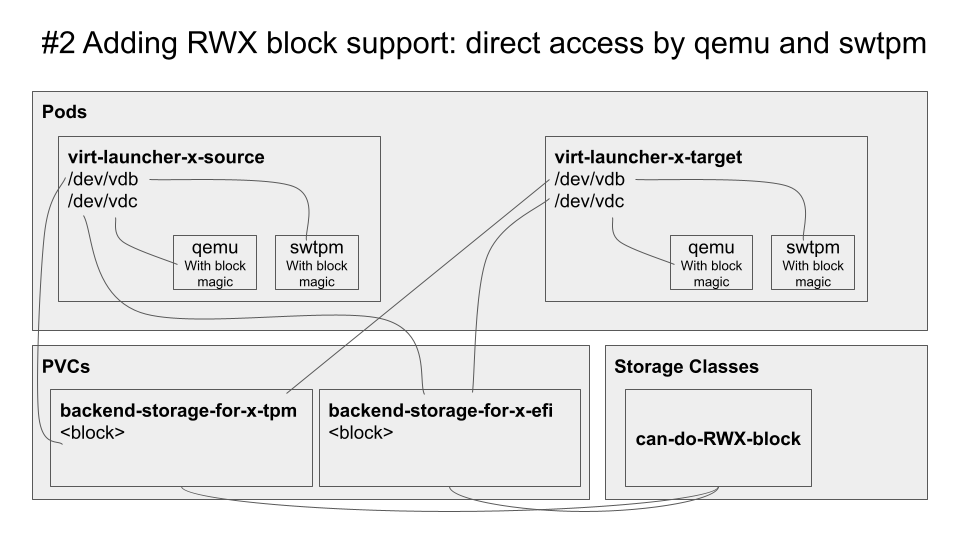 #2 Adding RWX block support: direct access by qemu and swtpm
Pods
virt-launcher-x-source
/dev/vdb
/dev/vdc
qemu
With block
magic
swtpm
With block
magic
virt-launcher-x-target
/dev/vdb
/dev/vdc
qemu
With block
magic
swtpm
With block
magic
PVCs
backend-storage-for-x-tpm
<block>
backend-storage-for-x-efi
<block>
Storage Classes
can-do-RWX-block